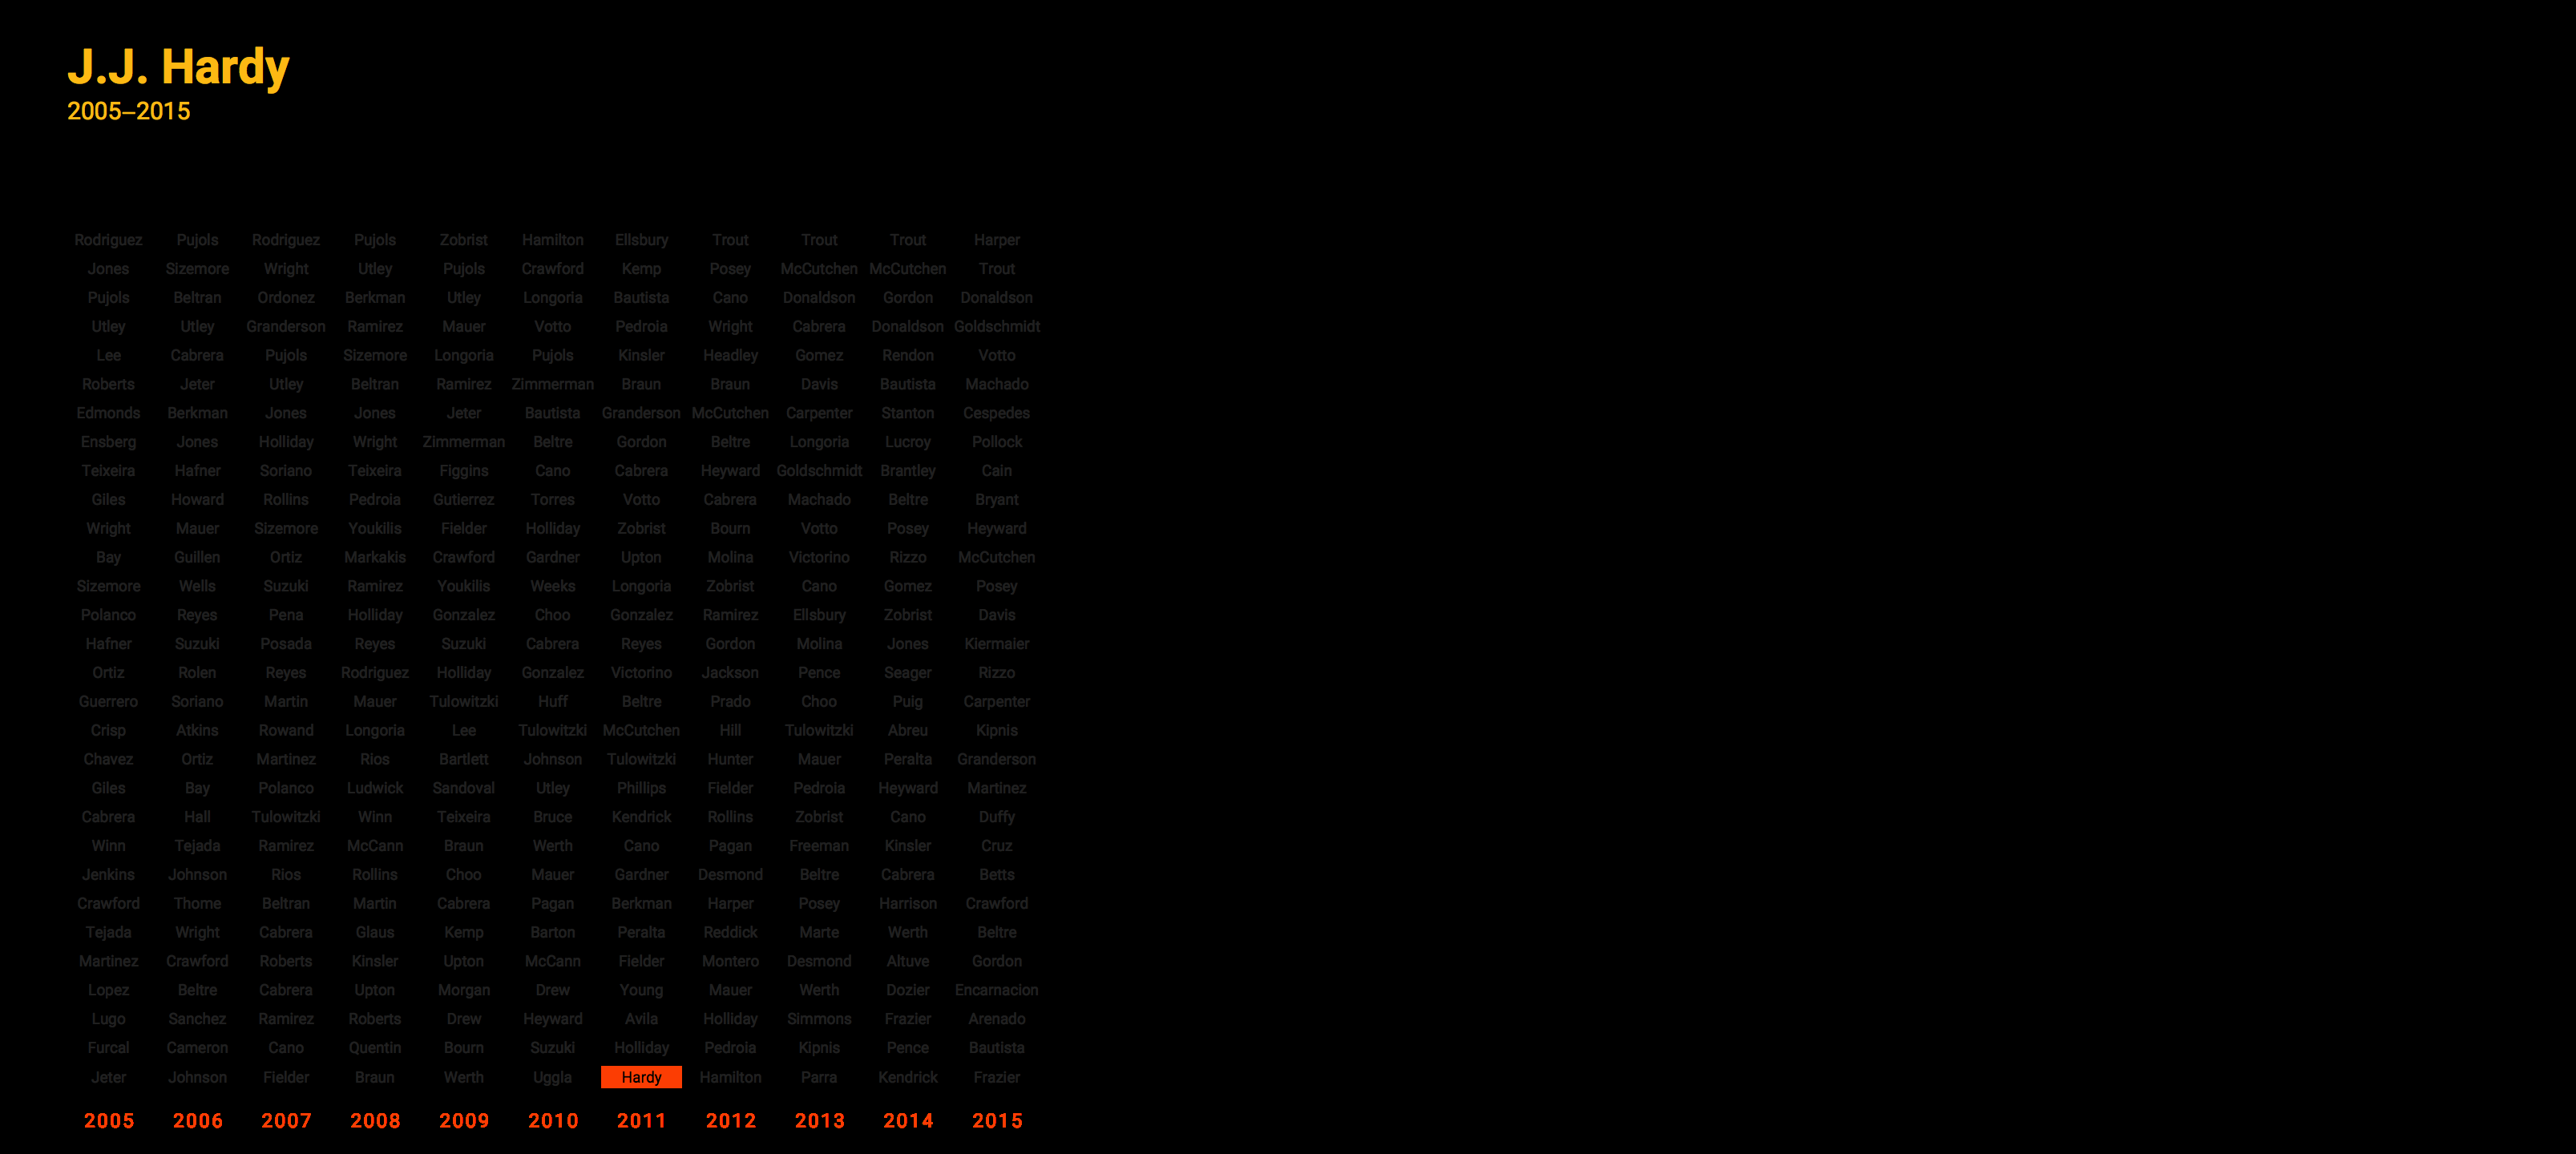 J.J. Hardy
2005–2015
Rodriguez Pujols Rodriguez Pujols Zobrist Hamilton Ellsbury Trout Trout Trout Harper
Jones Sizemore Wright Utley Pujols Crawford Kemp Posey McCutchen McCutchen Trout
Pujols Beltran Ordonez Berkman Utley Longoria Bautista Cano Donaldson Gordon Donaldson
Utley Utley Granderson Ramirez Mauer Votto Pedroia Wright Cabrera Donaldson Goldschmidt
Lee Cabrera Pujols Sizemore Longoria Pujols Kinsler Headley Gomez Rendon Votto
Roberts Jeter Utley Beltran Ramirez Zimmerman Braun Braun Davis Bautista Machado
Edmonds Berkman Jones Jones Jeter Bautista Granderson McCutchen Carpenter Stanton Cespedes
Ensberg Jones Holliday Wright Zimmerman Beltre Gordon Beltre Longoria Lucroy Pollock
Teixeira Hafner Soriano Teixeira Figgins Cano Cabrera Heyward Goldschmidt Brantley Cain
Giles Howard Rollins Pedroia Gutierrez Torres Votto Cabrera Machado Beltre Bryant
Wright Mauer Sizemore Youkilis Fielder Holliday Zobrist Bourn Votto Posey Heyward
Bay Guillen Ortiz Markakis Crawford Gardner Upton Molina Victorino Rizzo McCutchen
Sizemore Wells Suzuki Ramirez Youkilis Weeks Longoria Zobrist Cano Gomez Posey
Polanco Reyes Pena Holliday Gonzalez Choo Gonzalez Ramirez Ellsbury Zobrist Davis
Hafner Suzuki Posada Reyes Suzuki Cabrera Reyes Gordon Molina Jones Kiermaier
Ortiz Rolen Reyes Rodriguez Holliday Gonzalez Victorino Jackson Pence Seager Rizzo
Guerrero Soriano Martin Mauer Tulowitzki Huff Beltre Prado Choo Puig Carpenter
Crisp Atkins Rowand Longoria Lee Tulowitzki McCutchen Hill Tulowitzki Abreu Kipnis
Chavez Ortiz Martinez Rios Bartlett Johnson Tulowitzki Hunter Mauer Peralta Granderson
Giles Bay Polanco Ludwick Sandoval Utley Phillips Fielder Pedroia Heyward Martinez
Cabrera Hall Tulowitzki Winn Teixeira Bruce Kendrick Rollins Zobrist Cano Duffy
Winn Tejada Ramirez McCann Braun Werth Cano Pagan Freeman Kinsler Cruz
Jenkins Johnson Rios Rollins Choo Mauer Gardner Desmond Beltre Cabrera Betts
Crawford Thome Beltran Martin Cabrera Pagan Berkman Harper Posey Harrison Crawford
Tejada Wright Cabrera Glaus Kemp Barton Peralta Reddick Marte Werth Beltre
Martinez Crawford Roberts Kinsler Upton McCann Fielder Montero Desmond Altuve Gordon
Lopez Beltre Cabrera Upton Morgan Drew Young Mauer Werth Dozier Encarnacion
Lugo Sanchez Ramirez Roberts Drew Heyward Avila Holliday Simmons Frazier Arenado
Furcal Cameron Cano Quentin Bourn Suzuki Holliday Pedroia Kipnis Pence Bautista
Jeter Johnson Fielder Braun Werth Uggla Hardy Hamilton Parra Kendrick Frazier
2005 2006 2007 2008 2009 2010 2011 2012 2013 2014 2015